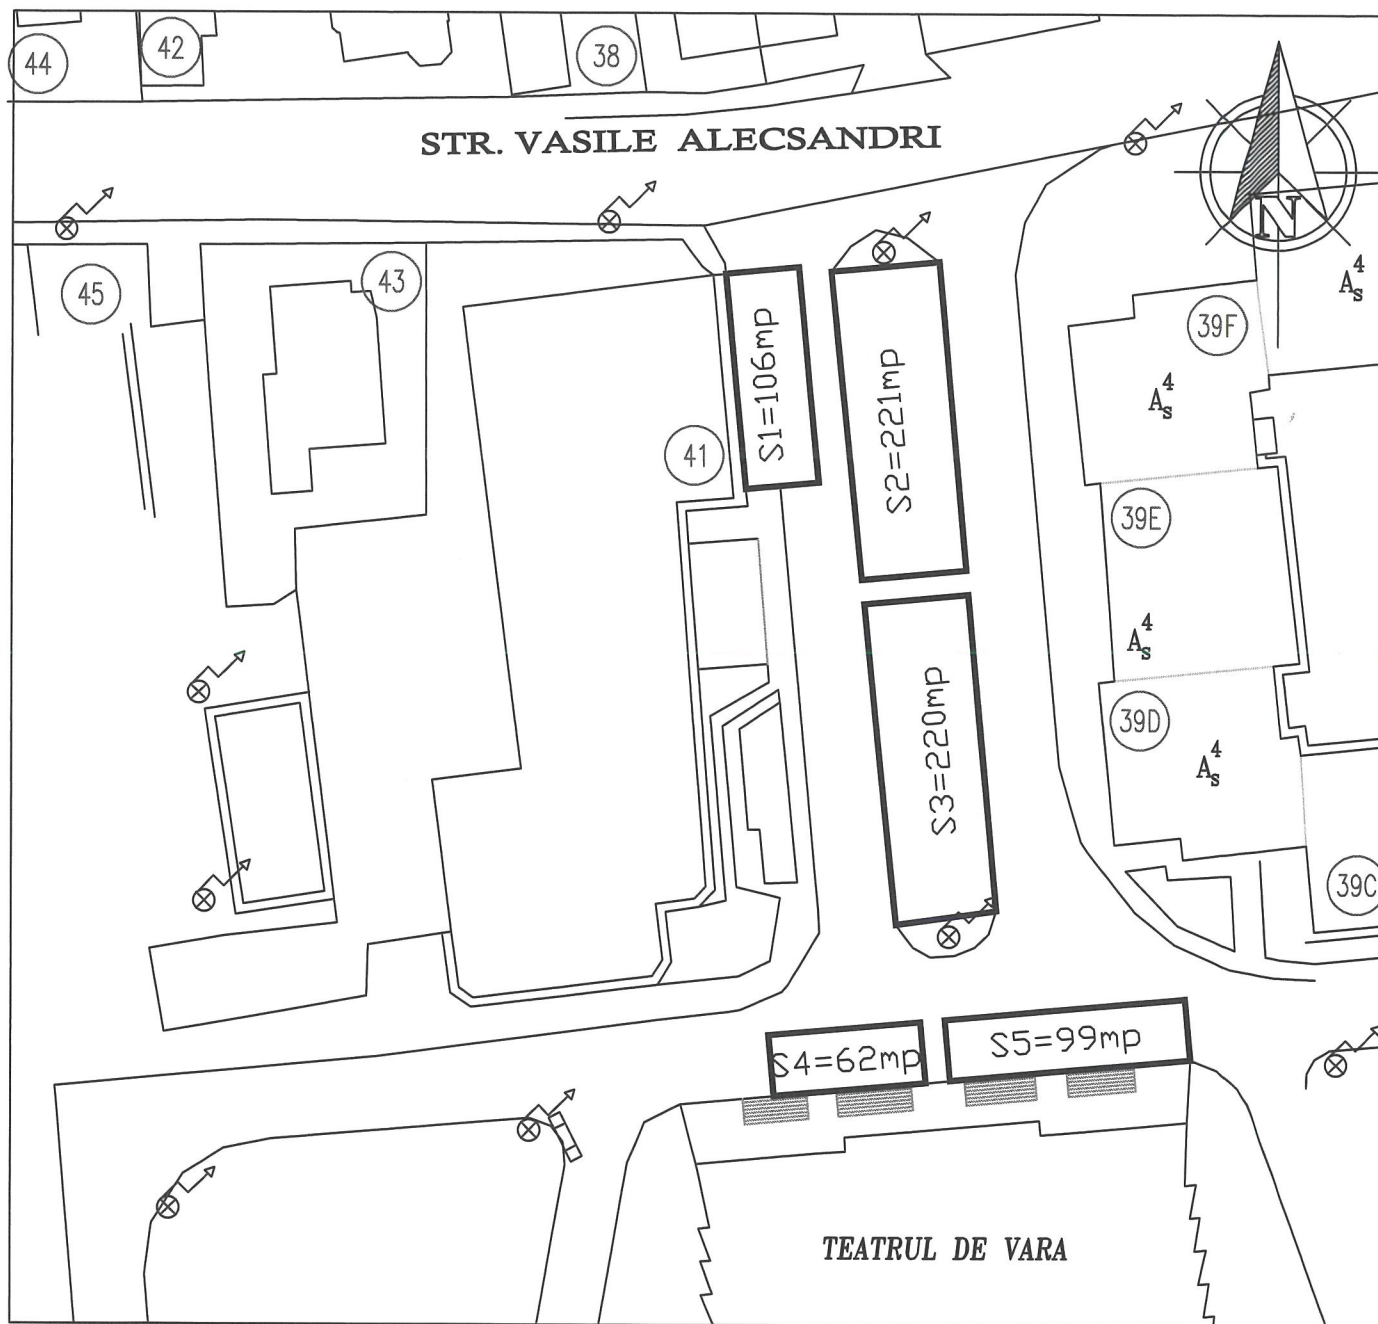 44
42
38
STR. VASILE ALECSANDRI
N
45
43
A4s
39F
S1=106mp
S2=221mp
A4s
41
39E
A4s
S3=220mp
39D
A4s
39C
S4=62mp
S5=99mp
TEATRUL DE VARA